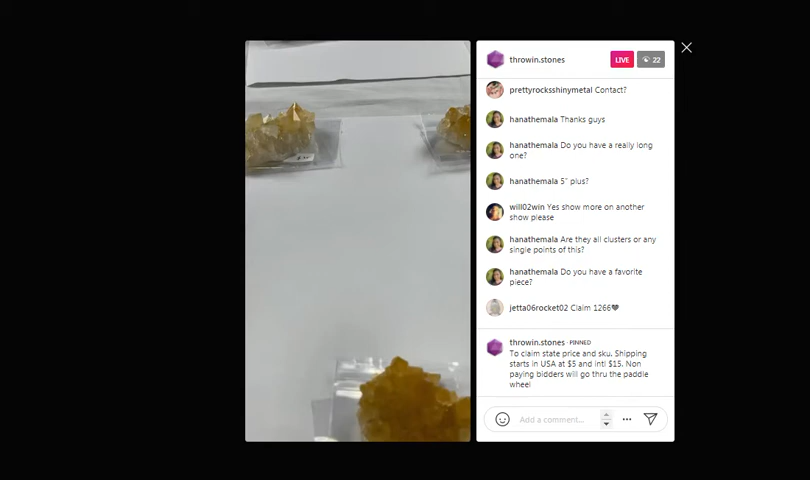 throwin.stones
LIVE
22
prettyrocksshinymetal Contact?
hanathemala Thanks guys
hanathemala Do you have a really long
one?
hanathemala 5" plus?
will02win Yes show more on another
show please
hanathemala Are they all clusters or any
single points of this?
hanathemala Do you have a favorite
piece?
jetta06rocket02 Claim 1266🖤
throwin.stones · PINNED
To claim state price and sku. Shipping
starts in USA at $5 and intl $15. Non
paying bidders will go thru the paddle
wheel
Add a comment...